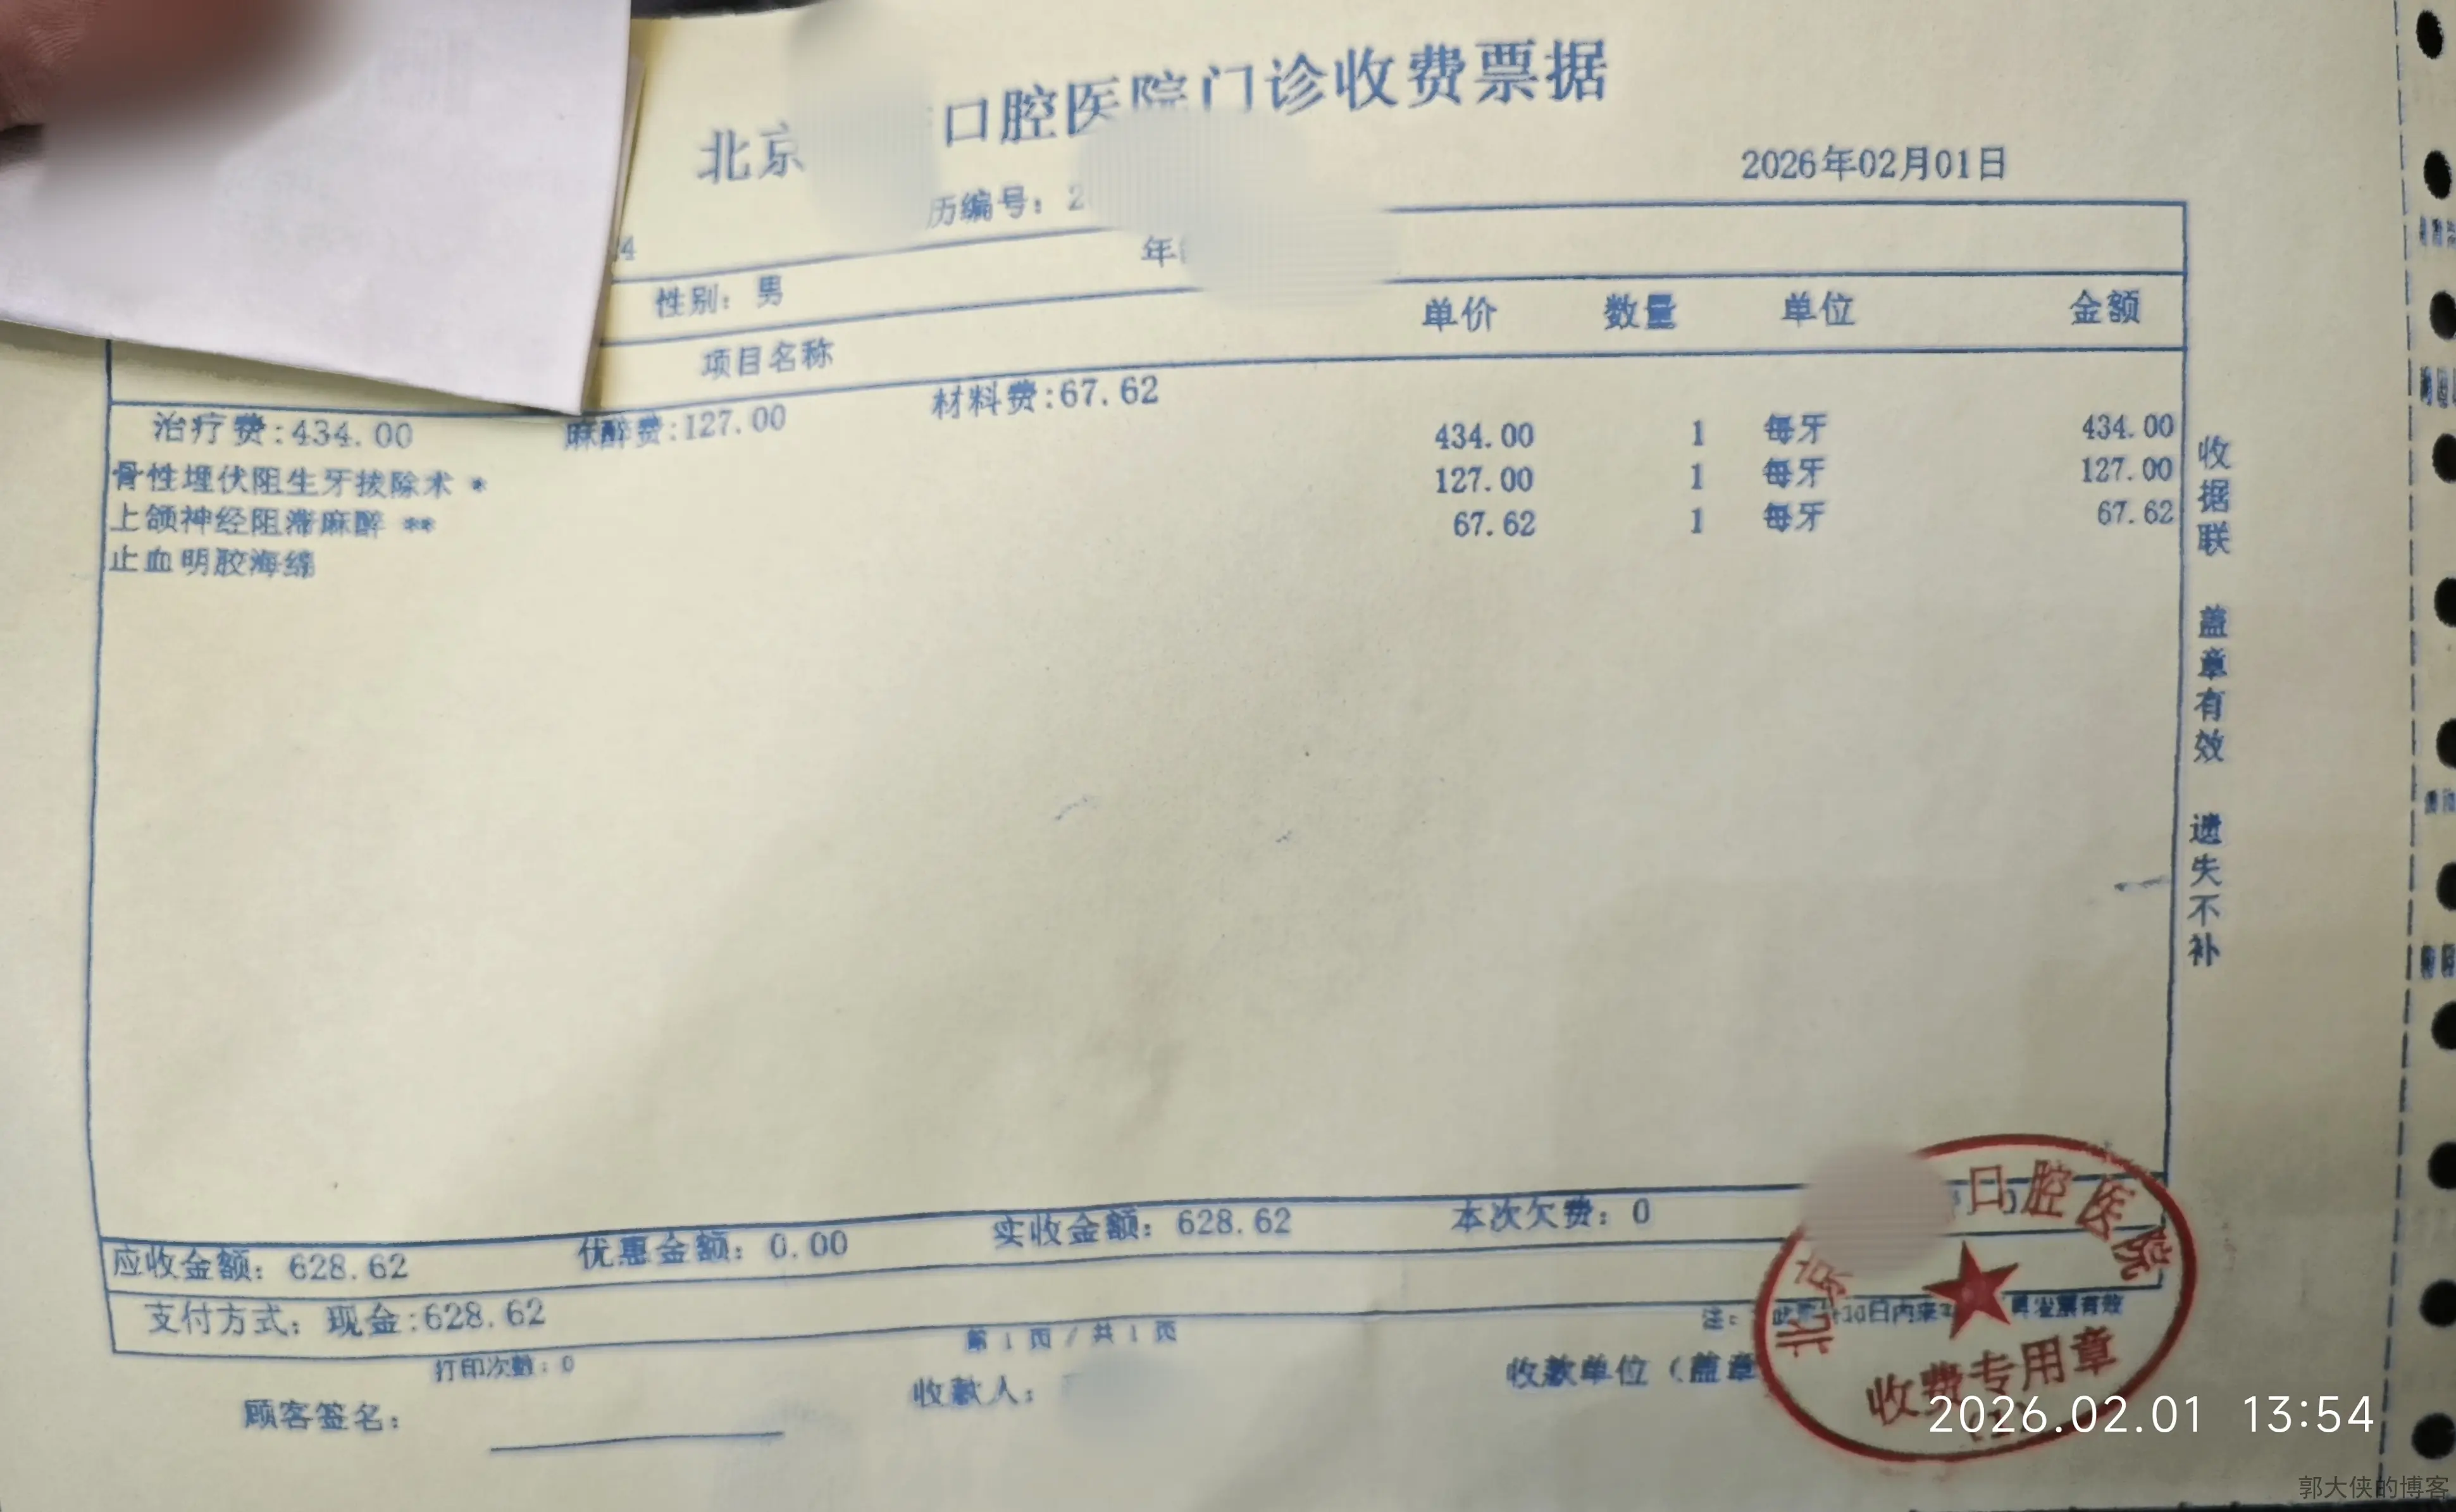 北京 口腔医院门诊收费票据
2026年02月01日
历编号：2
4
年
性别：男
项目名称 单价 数量 单位 金额
治疗费:434.00 麻醉费:127.00 材料费:67.62
骨性埋伏阻生牙拔除术 * 434.00 1 每牙 434.00
上颌神经阻滞麻醉 ** 127.00 1 每牙 127.00
止血明胶海绵 67.62 1 每牙 67.62
收据联 盖章有效 遗失不补
应收金额：628.62 优惠金额：0.00 实收金额：628.62 本次欠费：0
支付方式：现金:628.62
打印次数：0 第 1 页 / 共 1 页 注：
顾客签名： 收款人： 收款单位（盖章
北京 口腔医院
收费专用章
2026.02.01 13:54
郭大侠的博客